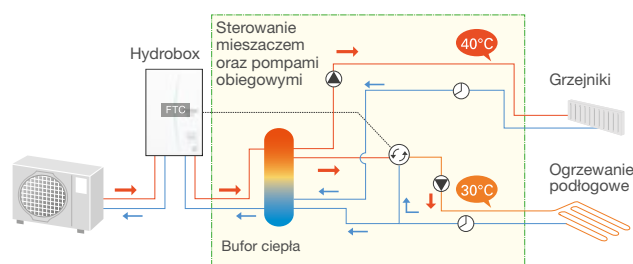 Sterowanie
mieszaczem
oraz pompami
obiegowymi
Hydrobox
FTC
40°C
Grzejniki
30°C
Ogrzewanie
podłogowe
Bufor ciepła